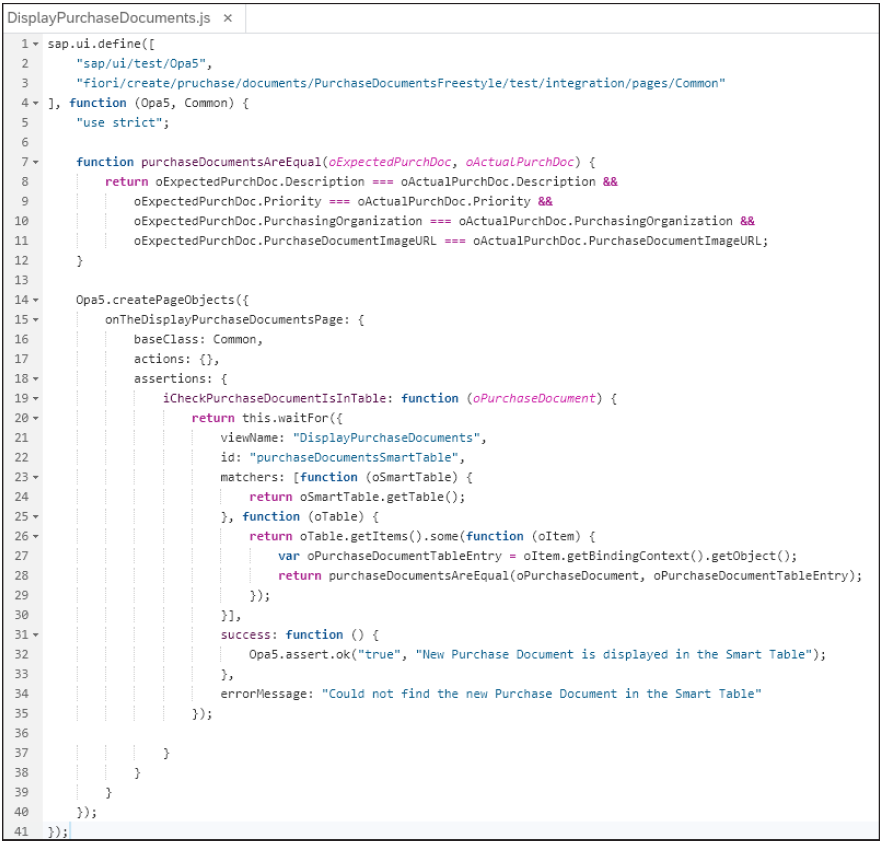 DisplayPurchaseDocuments.js ×
1 sap.ui.define([
2 "sap/ui/test/Opa5",
3 "fiori/create/pruchase/documents/PurchaseDocumentsFreestyle/test/integration/pages/Common"
4 ], function (Opa5, Common) {
5 "use strict";
6
7 function purchaseDocumentsAreEqual(oExpectedPurchDoc, oActualPurchDoc) {
8 return oExpectedPurchDoc.Description === oActualPurchDoc.Description &&
9 oExpectedPurchDoc.Priority === oActualPurchDoc.Priority &&
10 oExpectedPurchDoc.PurchasingOrganization === oActualPurchDoc.PurchasingOrganization &&
11 oExpectedPurchDoc.PurchaseDocumentImageURL === oActualPurchDoc.PurchaseDocumentImageURL;
12 }
13
14 Opa5.createPageObjects({
15 onTheDisplayPurchaseDocumentsPage: {
16 baseClass: Common,
17 actions: {},
18 assertions: {
19 iCheckPurchaseDocumentIsInTable: function (oPurchaseDocument) {
20 return this.waitFor({
21 viewName: "DisplayPurchaseDocuments",
22 id: "purchaseDocumentsSmartTable",
23 matchers: [function (oSmartTable) {
24 return oSmartTable.getTable();
25 }, function (oTable) {
26 return oTable.getItems().some(function (oItem) {
27 var oPurchaseDocumentTableEntry = oItem.getBindingContext().getObject();
28 return purchaseDocumentsAreEqual(oPurchaseDocument, oPurchaseDocumentTableEntry);
29 });
30 }],
31 success: function () {
32 Opa5.assert.ok("true", "New Purchase Document is displayed in the Smart Table");
33 },
34 errorMessage: "Could not find the new Purchase Document in the Smart Table"
35 });
36
37 }
38 }
39 }
40 });
41 });